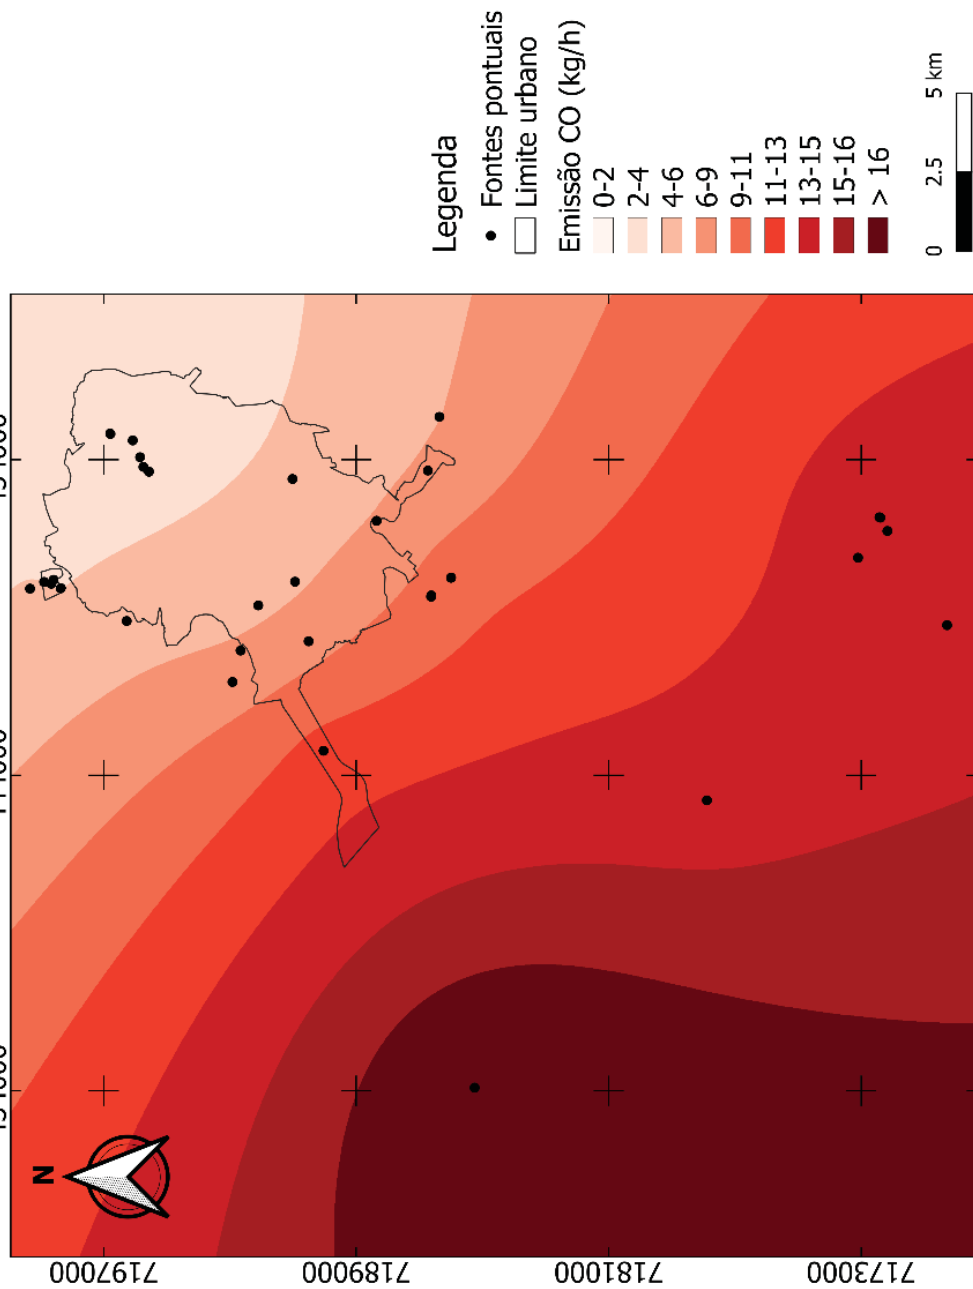 N
7197000
7189000
7181000
7173000
Legenda
Fontes pontuais
Limite urbano
Emissão CO (kg/h)
0-2
2-4
4-6
6-9
9-11
11-13
13-15
15-16
> 16
0 2.5 5 km